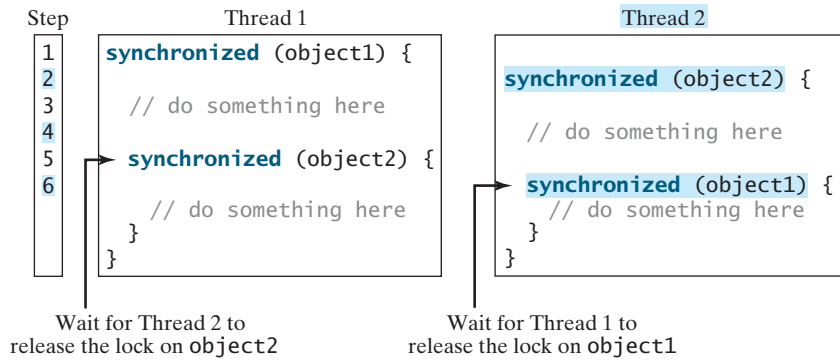 Step
1
2
3
4
5
6
Thread 1
synchronized (object1) {
// do something here
synchronized (object2) {
// do something here
}
}
Wait for Thread 2 to
release the lock on object2
Thread 2
synchronized (object2) {
// do something here
synchronized (object1) {
// do something here
}
}
Wait for Thread 1 to
release the lock on object1